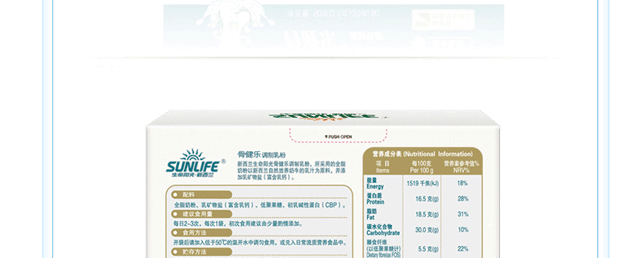 PUSH OPEN
SUNLIFE®
生命阳光·新西兰
骨健乐 调制乳粉
新西兰生命阳光骨健乐调制乳粉，所采用的全脂
奶粉以新西兰自然放养奶牛的乳汁为原料，并添
加乳矿物盐（富含乳钙）。
配料
全脂奶粉、乳矿物盐（富含乳钙）、低聚果糖、初乳碱性蛋白（CBP）。
建议食用量
每日2~3次，每次1袋，初次食用建议由少量酌情添加。
食用方法
开袋后请加入低于50℃的温开水中调匀食用，或兑入日常流质营养食品中。
贮存方法
营养成分表 (Nutritional Information)
项 目 每100克 营养素参考值%
Items Per 100 g NRV%
能量
Energy 1519 千焦(kJ) 18%
蛋白质
Protein 16.5 克(g) 28%
脂肪
Fat 18.5 克(g) 31%
碳水化合物
Carbohydrate 30.0 克(g) 10%
膳食纤维
(以低聚果糖计) 5.5 克(g) 22%
Dietary fibre(as FOS)